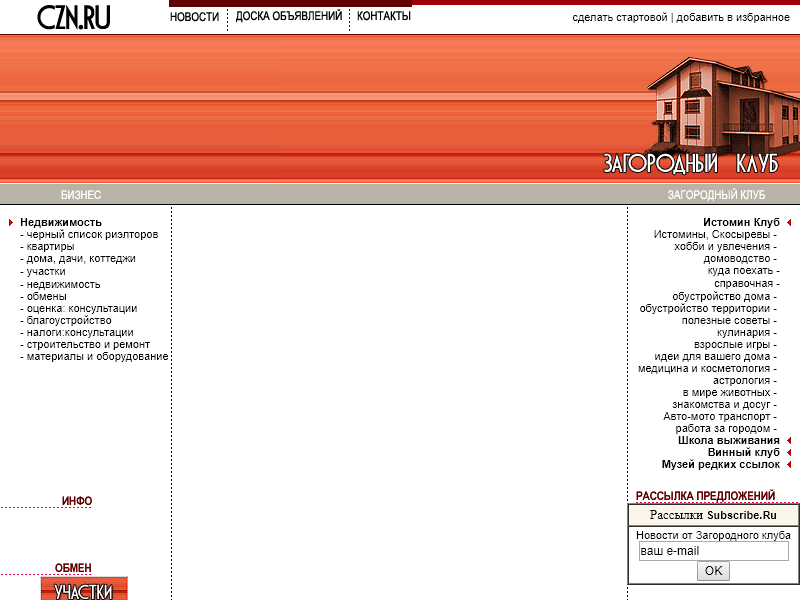 CZN.RU
НОВОСТИ
ДОСКА ОБЪЯВЛЕНИЙ
КОНТАКТЫ
сделать стартовой | добавить в избранное
ЗАГОРОДНЫЙ КЛУБ
БИЗНЕС
ЗАГОРОДНЫЙ КЛУБ
Недвижимость
- черный список риэлторов
- квартиры
- дома, дачи, коттеджи
- участки
- недвижимость
- обмены
- оценка: консультации
- благоустройство
- налоги:консультации
- строительство и ремонт
- материалы и оборудование
ИНФО
ОБМЕН
УЧАСТКИ
Истомин Клуб
Истомины, Скосыревы -
хобби и увлечения -
домоводство -
куда поехать -
справочная -
обустройство дома -
обустройство территории -
полезные советы -
кулинария -
взрослые игры -
идеи для вашего дома -
медицина и косметология -
астрология -
в мире животных -
знакомства и досуг -
Авто-мото транспорт -
работа за городом -
Школа выживания
Винный клуб
Музей редких ссылок
РАССЫЛКА ПРЕДЛОЖЕНИЙ
Рассылки Subscribe.Ru
Новости от Загородного клуба
ваш e-mail
OK